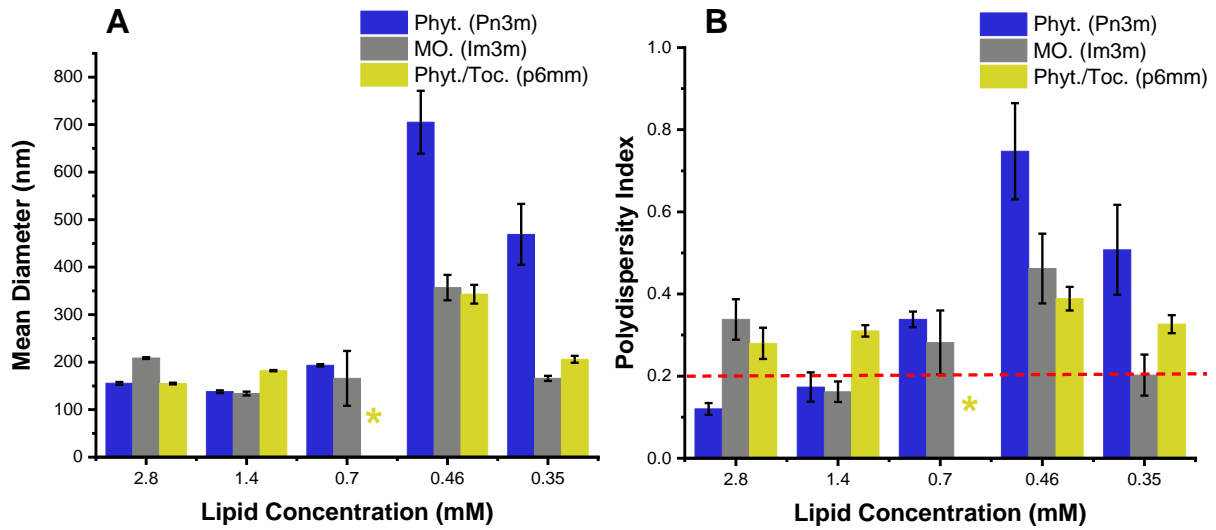 A
Phyt. (Pn3m)
MO. (Im3m)
Phyt./Toc. (p6mm)
800
700
600
500
400
300
200
100
0
Mean Diameter (nm)
*
2.8 1.4 0.7 0.46 0.35
Lipid Concentration (mM)
B
Phyt. (Pn3m)
MO. (Im3m)
Phyt./Toc. (p6mm)
1.0
0.8
0.6
0.4
0.2
0.0
Polydispersity Index
*
2.8 1.4 0.7 0.46 0.35
Lipid Concentration (mM)